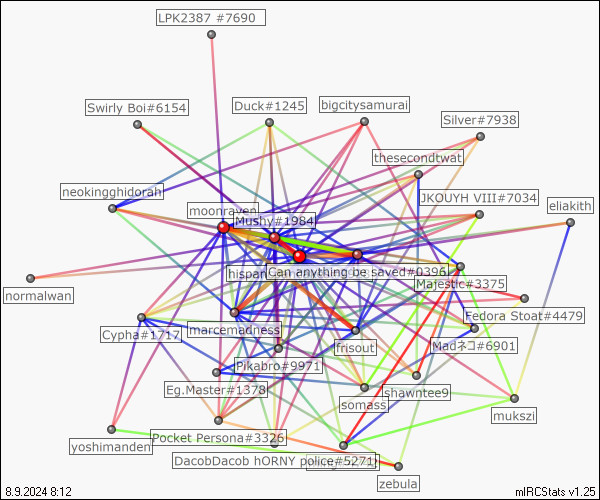 LPK2387 #7690
Swirly Boi#6154
Duck#1245
bigcitysamurai
Silver#7938
thesecondtwat
neokingghidorah
JKOUYH VIII#7034
eliakith
moonraven
Mushy#1984
hispan
Can anything be saved#0396
Majestic#3375
normalwan
Fedora Stoat#4479
Cypha#1717
marcemadness
frisout
Madネコ#6901
Pikabro#9971
Eg.Master#1378
shawntee9
somass
mukszi
Pocket Persona#3326
yoshimanden
DacobDacob hORNY police#5271
zebula
8.9.2024 8:12
mIRCStats v1.25